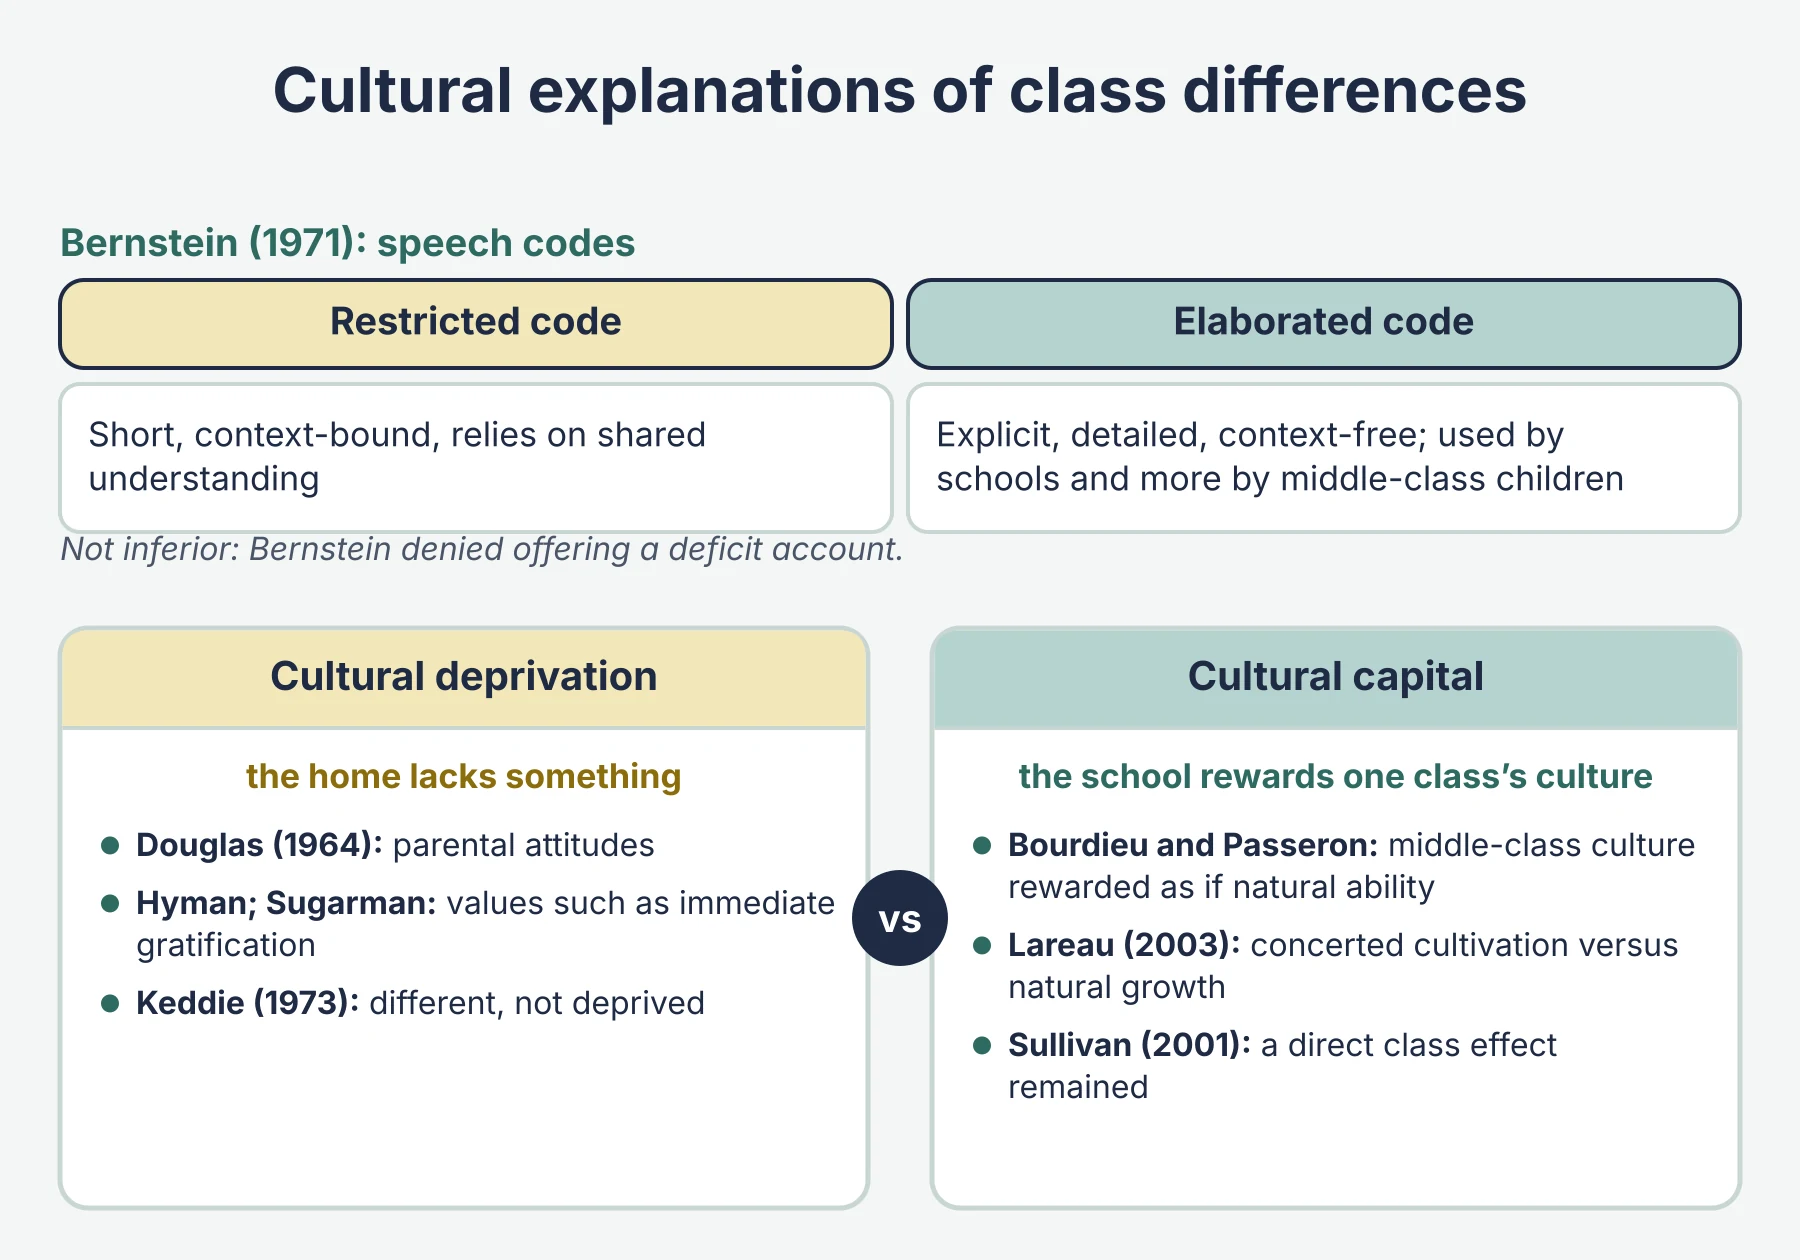 Cultural explanations of class differences
Bernstein (1971): speech codes
Restricted code
Short, context-bound, relies on shared
understanding
Elaborated code
Explicit, detailed, context-free; used by
schools and more by middle-class children
Not inferior: Bernstein denied offering a deficit account.
Cultural deprivation
the home lacks something
Douglas (1964): parental attitudes
Hyman; Sugarman: values such as immediate
gratification
Keddie (1973): different, not deprived
vs
Cultural capital
the school rewards one class’s culture
Bourdieu and Passeron: middle-class culture
rewarded as if natural ability
Lareau (2003): concerted cultivation versus
natural growth
Sullivan (2001): a direct class effect
remained